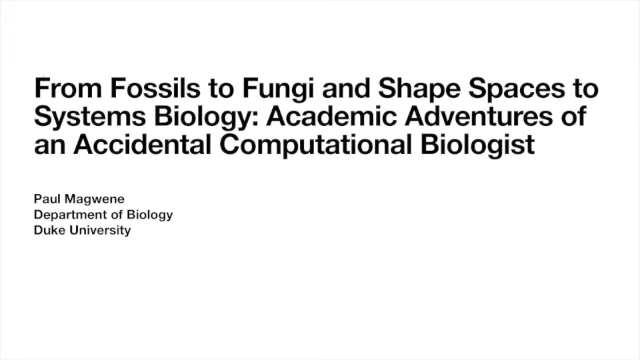 From Fossils to Fungi and Shape Spaces to
Systems Biology: Academic Adventures of
an Accidental Computational Biologist
Paul Magwene
Department of Biology
Duke University